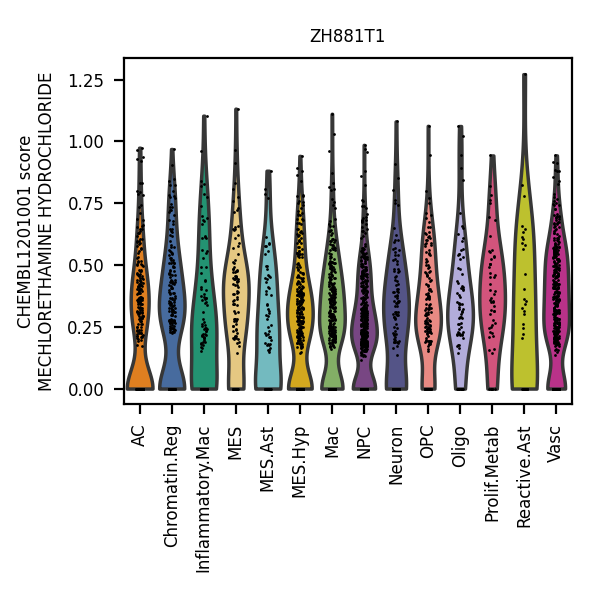 ZH881T1
CHEMBL1201001 score
MECHLORETHAMINE HYDROCHLORIDE
1.25
1.00
0.75
0.50
0.25
0.00
AC
Chromatin.Reg
Inflammatory.Mac
MES
MES.Ast
MES.Hyp
Mac
NPC
Neuron
OPC
Oligo
Prolif.Metab
Reactive.Ast
Vasc